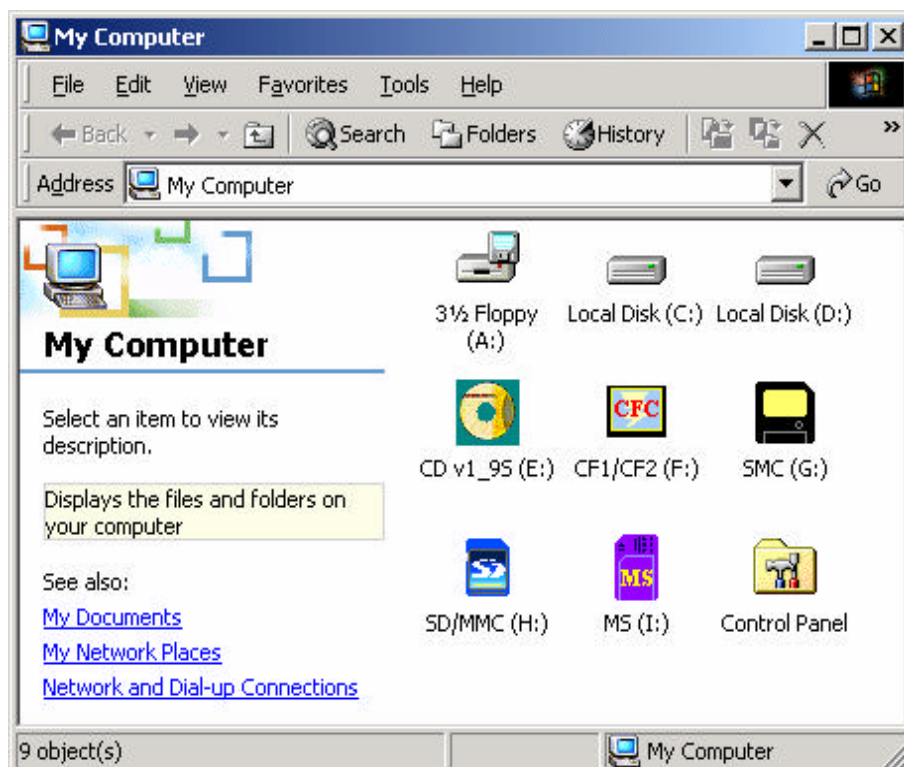 My Computer
File Edit View Favorites Tools Help
Back Search Folders History »
Address My Computer Go
My Computer
Select an item to view its
description.
Displays the files and folders on
your computer
See also:
My Documents
My Network Places
Network and Dial-up Connections
3½ Floppy
(A:)
Local Disk (C:)
Local Disk (D:)
CD v1_9S (E:)
CFC
CF1/CF2 (F:)
SMC (G:)
SD
SD/MMC (H:)
MS
MS (I:)
Control Panel
9 object(s)
My Computer